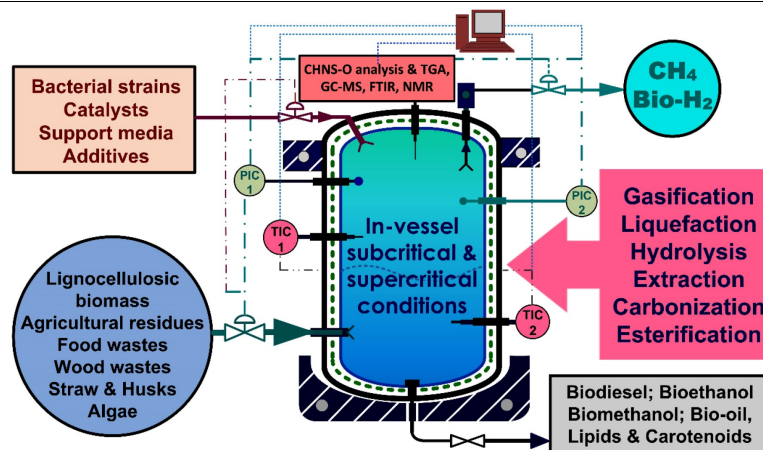 CHNS-O analysis & TGA,
GC-MS, FTIR, NMR
CH4
Bio-H2
Bacterial strains
Catalysts
Support media
Additives
PIC
1
PIC
2
TIC
1
TIC
2
In-vessel
subcritical &
supercritical
conditions
Gasification
Liquefaction
Hydrolysis
Extraction
Carbonization
Esterification
Lignocellulosic
biomass
Agricultural residues
Food wastes
Wood wastes
Straw & Husks
Algae
Biodiesel; Bioethanol
Biomethanol; Bio-oil,
Lipids & Carotenoids